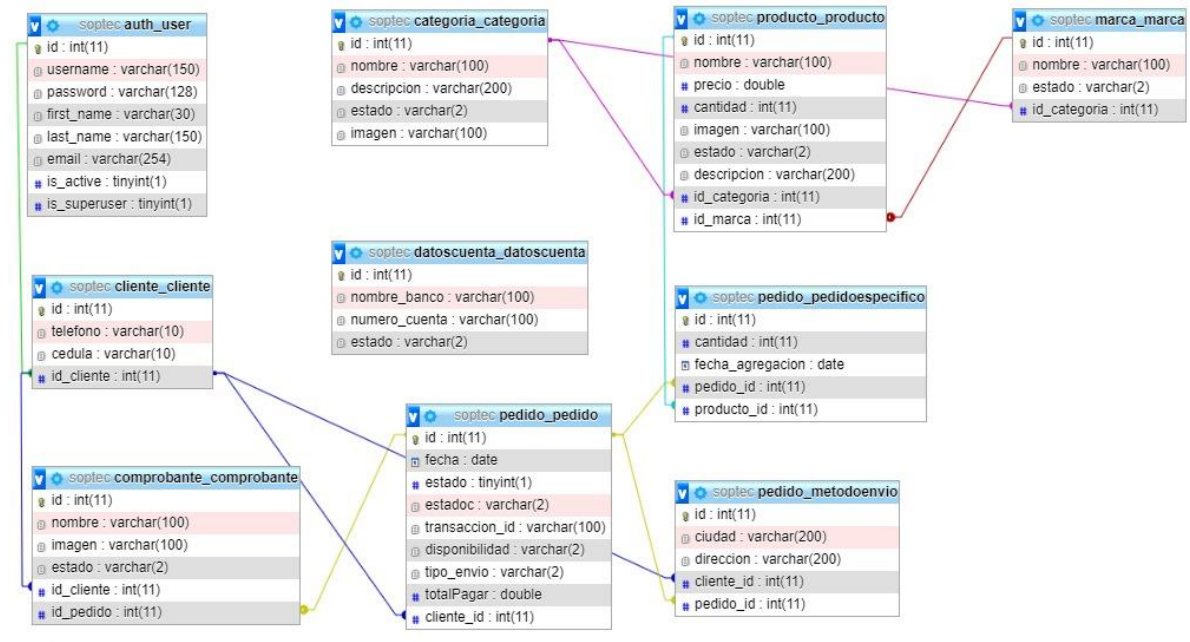 soptec auth_user
id : int(11)
username : varchar(150)
password : varchar(128)
first_name : varchar(30)
last_name : varchar(150)
email : varchar(254)
is_active : tinyint(1)
is_superuser : tinyint(1)
soptec categoria_categoria
id : int(11)
nombre : varchar(100)
descripcion : varchar(200)
estado : varchar(2)
imagen : varchar(100)
soptec producto_producto
id : int(11)
nombre : varchar(100)
precio : double
cantidad : int(11)
imagen : varchar(100)
estado : varchar(2)
descripcion : varchar(200)
id_categoria : int(11)
id_marca : int(11)
soptec marca_marca
id : int(11)
nombre : varchar(100)
estado : varchar(2)
id_categoria : int(11)
soptec datoscuenta_datoscuenta
id : int(11)
nombre_banco : varchar(100)
numero_cuenta : varchar(100)
estado : varchar(2)
soptec cliente_cliente
id : int(11)
telefono : varchar(10)
cedula : varchar(10)
id_cliente : int(11)
soptec pedido_pedidoespecifico
id : int(11)
cantidad : int(11)
fecha_agregacion : date
pedido_id : int(11)
producto_id : int(11)
soptec pedido_pedido
id : int(11)
fecha : date
estado : tinyint(1)
estadoc : varchar(2)
transaccion_id : varchar(100)
disponibilidad : varchar(2)
tipo_envio : varchar(2)
totalPagar : double
cliente_id : int(11)
soptec comprobante_comprobante
id : int(11)
nombre : varchar(100)
imagen : varchar(100)
estado : varchar(2)
id_cliente : int(11)
id_pedido : int(11)
soptec pedido_metodoenvio
id : int(11)
ciudad : varchar(200)
direccion : varchar(200)
cliente_id : int(11)
pedido_id : int(11)